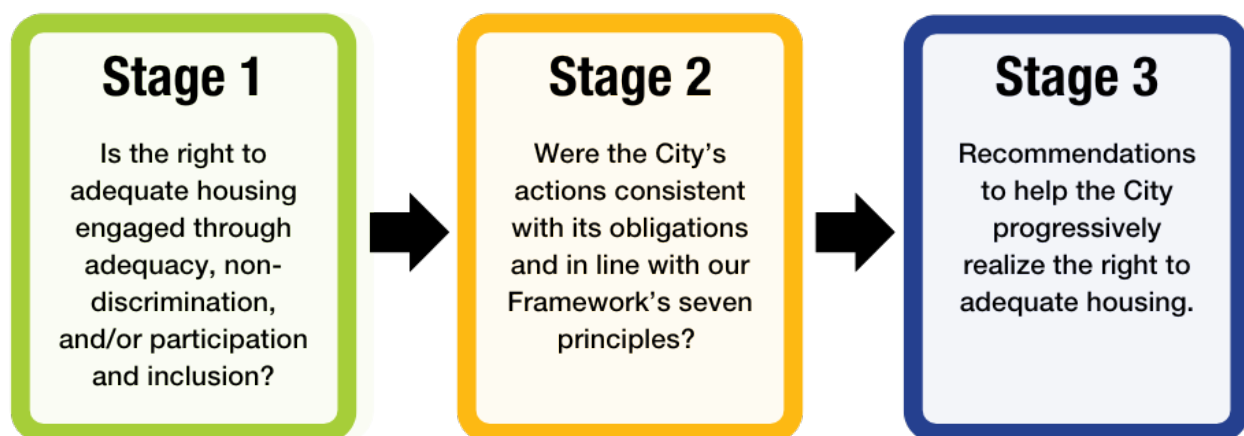 Stage 1
Is the right to
adequate housing
engaged through
adequacy, non-
discrimination,
and/or participation
and inclusion?
Stage 2
Were the City's
actions consistent
with its obligations
and in line with our
Framework's seven
principles?
Stage 3
Recommendations
to help the City
progressively
realize the right to
adequate housing.